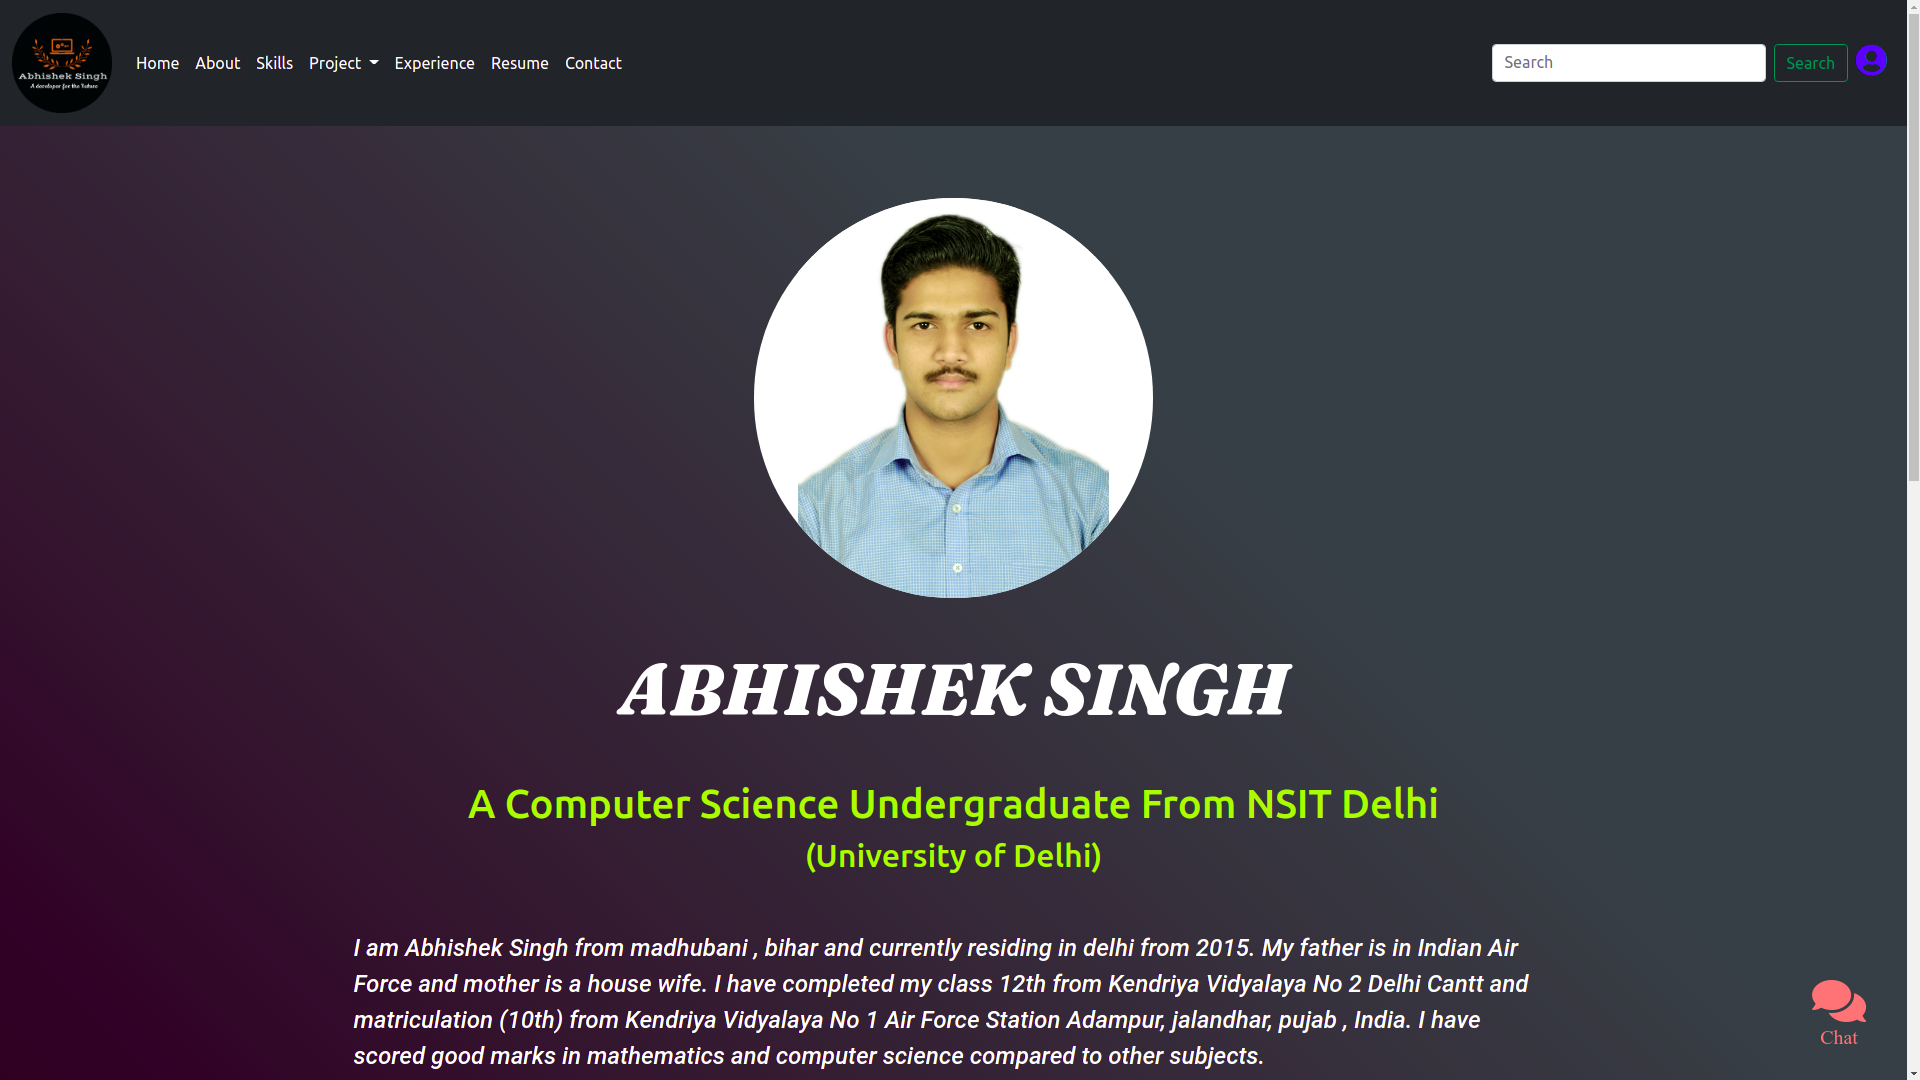 Abhishek Singh
A developer for the future
Home About Skills Project Experience Resume Contact
Search
Search
ABHISHEK SINGH
A Computer Science Undergraduate From NSIT Delhi
(University of Delhi)
I am Abhishek Singh from madhubani , bihar and currently residing in delhi from 2015. My father is in Indian Air
Force and mother is a house wife. I have completed my class 12th from Kendriya Vidyalaya No 2 Delhi Cantt and
matriculation (10th) from Kendriya Vidyalaya No 1 Air Force Station Adampur, jalandhar, pujab , India. I have
scored good marks in mathematics and computer science compared to other subjects.
Chat